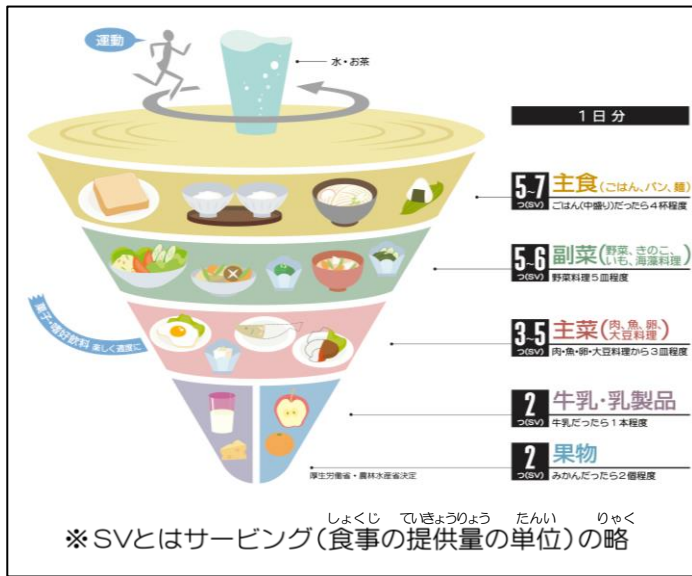 運動
水・お茶
1日分
5~7 つ(SV) 主食(ごはん、パン、麺)
ごはん(中盛り)だったら4杯程度
5~6 つ(SV) 副菜(野菜、きのこ、いも、海藻料理)
野菜料理5皿程度
菓子・嗜好飲料 楽しく適度に
3~5 つ(SV) 主菜(肉、魚、卵、大豆料理)
肉・魚・卵・大豆料理から3皿程度
2 つ(SV) 牛乳・乳製品
牛乳だったら1本程度
2 つ(SV) 果物
みかんだったら2個程度
厚生労働省・農林水産省決定
しょくじ ていきょうりょう たんい りゃく
※SVとはサービング(食事の提供量の単位)の略